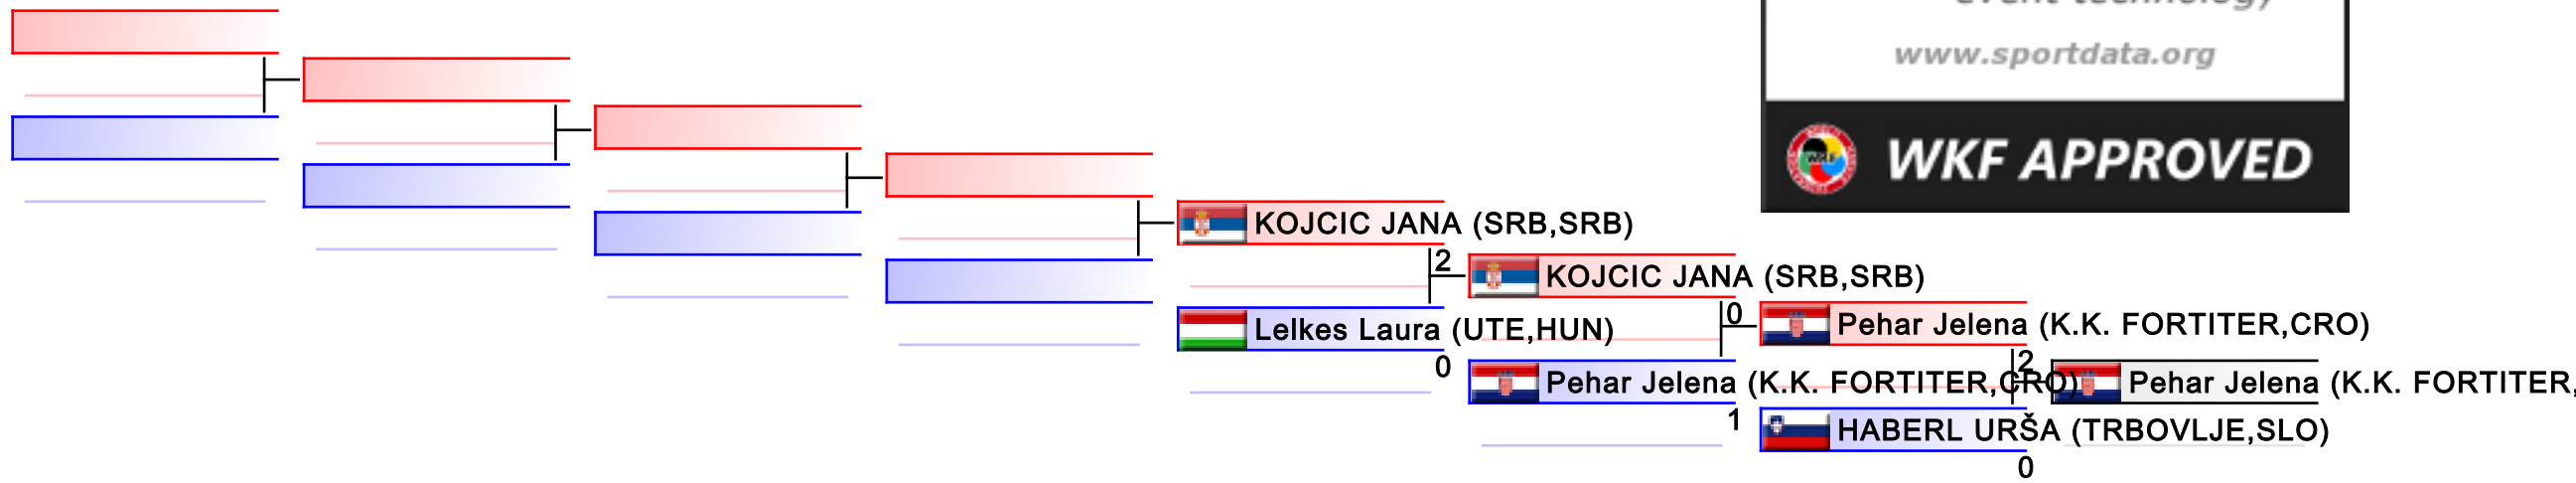 event technology
www.sportdata.org
WKF APPROVED
KOJCIC JANA (SRB,SRB)
2
KOJCIC JANA (SRB,SRB)
0
Lelkes Laura (UTE,HUN)
0
Pehar Jelena (K.K. FORTITER,CRO)
2
Pehar Jelena (K.K. FORTITER,CRO)
1
Pehar Jelena (K.K. FORTITER,
HABERL URŠA (TRBOVLJE,SLO)
0